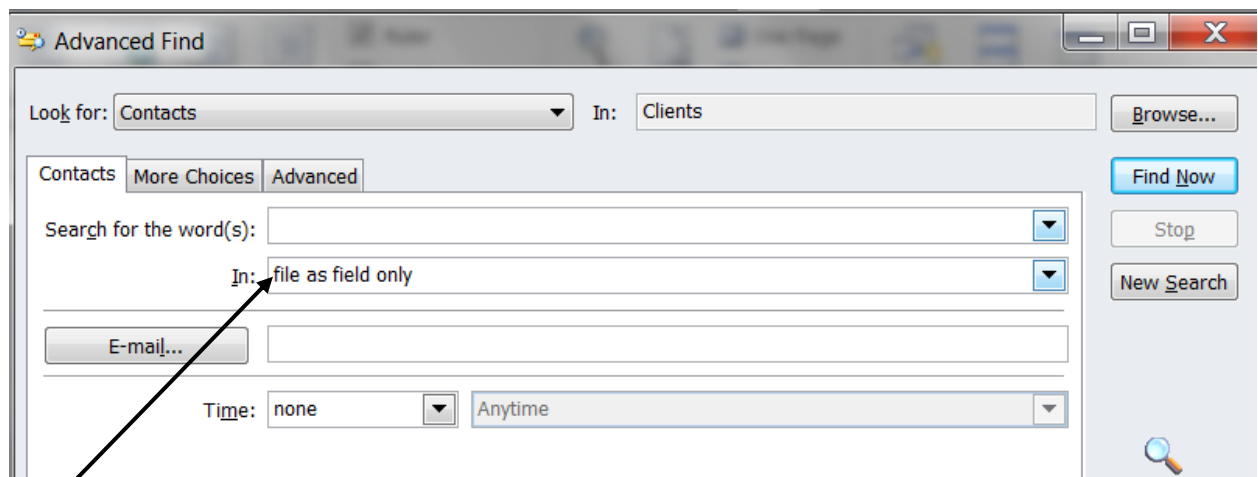 Advanced Find
Look for: Contacts In: Clients Browse...
Contacts More Choices Advanced Find Now
Search for the word(s): Stop
In: file as field only New Search
E-mail...
Time: none Anytime